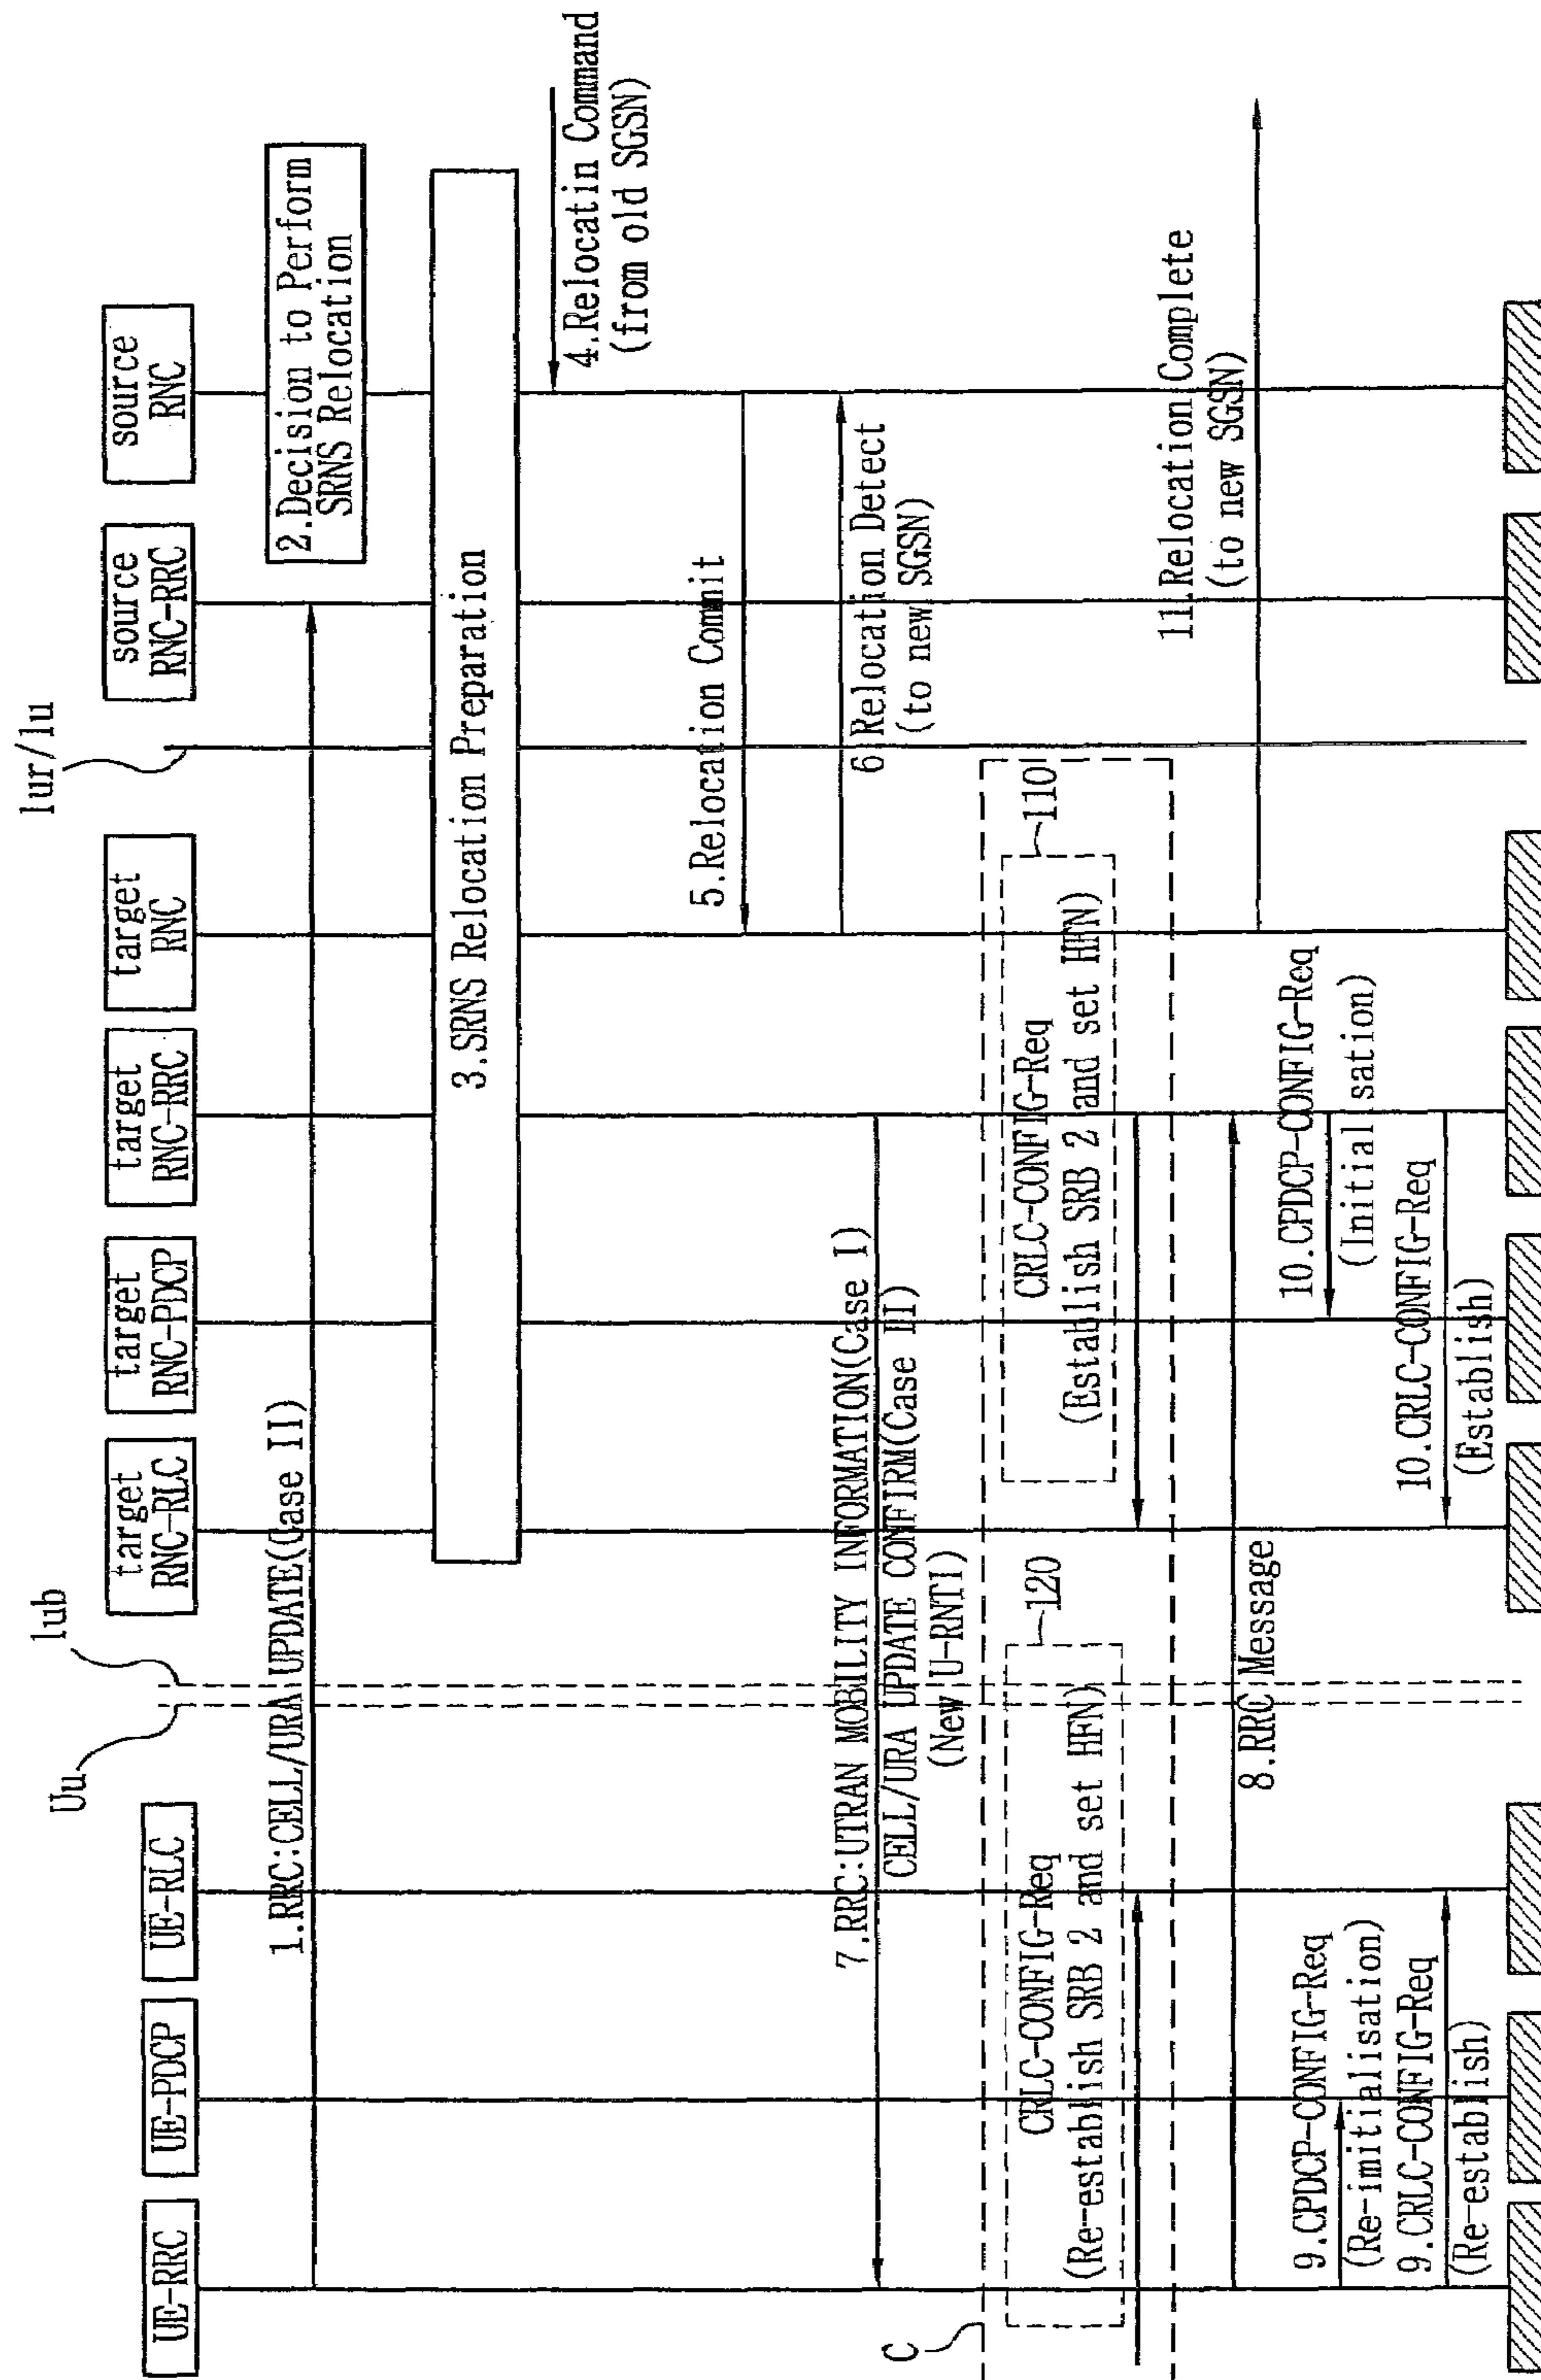 UE-RRC
UE-PDCP
UE-RLC
Uu
lub
target
RNC-RLC
target
RNC-PDCP
target
RNC-RRC
target
RNC
lur/lu
source
RNC-RRC
source
RNC
1.RRC:CELL/URA UPDATE(Case II)
2.Decision to Perform
SRNS Relocation
3.SRNS Relocation Preparation
4.Relocatin Command
(from old SGSN)
5.Relocation Commit
6 Relocation Detect
(to new SGSN)
7.RRC:UTRAN MOBILITY INFORMATION(Case I)
CELL/URA UPDATE CONFIRM(Case II)
(New U-RNTI)
C
CRLC-CONFIG-Req
(Re-establish SRB 2 and set HFN)
120
CRLC-CONFIG-Req
(Establish SRB 2 and set HFN)
110
8.RRC Message
9.CPDCP-CONFIG-Req
(Re-imitialisation)
9.CRLC-CONFIG-Req
(Re-establish)
10.CPDCP-CONFIG-Req
(Initialisation)
10.CRLC-CONFIG-Req
(Establish)
11.Relocation Complete
(to new SGSN)